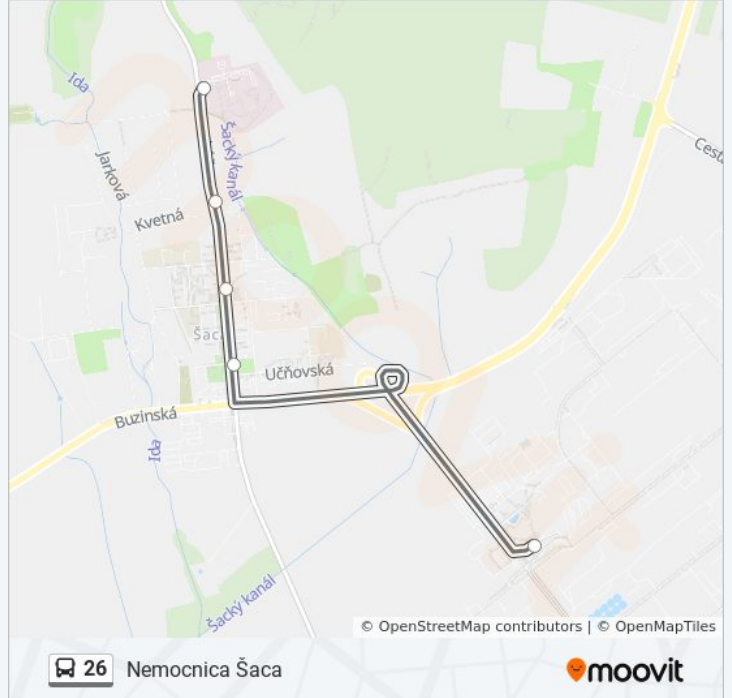 Ida
Šacký kanál
Jarková
Cesta
Kvetná
Šaca
Učňovská
Buzinská
Ida
Šacký kanál
© OpenStreetMap contributors | © OpenMapTiles
26 Nemocnica Šaca
moovit